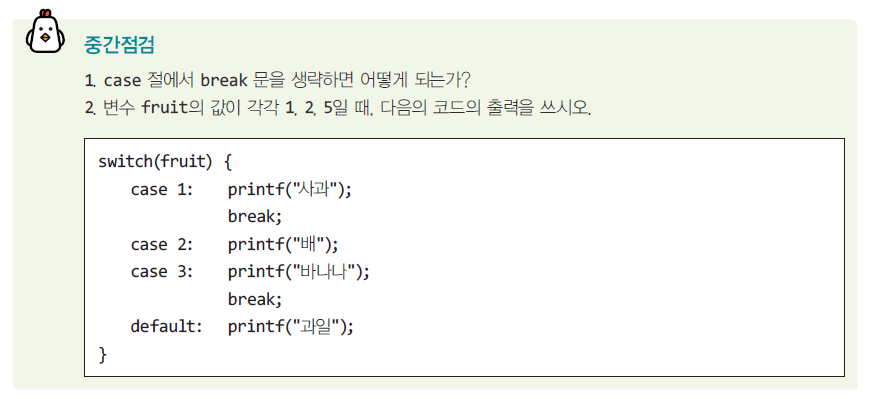 중간점검
1. case 절에서 break 문을 생략하면 어떻게 되는가?
2. 변수 fruit의 값이 각각 1, 2, 5일 때, 다음의 코드의 출력을 쓰시오.
switch(fruit) {
    case 1:    printf("사과");
               break;
    case 2:    printf("배");
    case 3:    printf("바나나");
               break;
    default:   printf("과일");
}